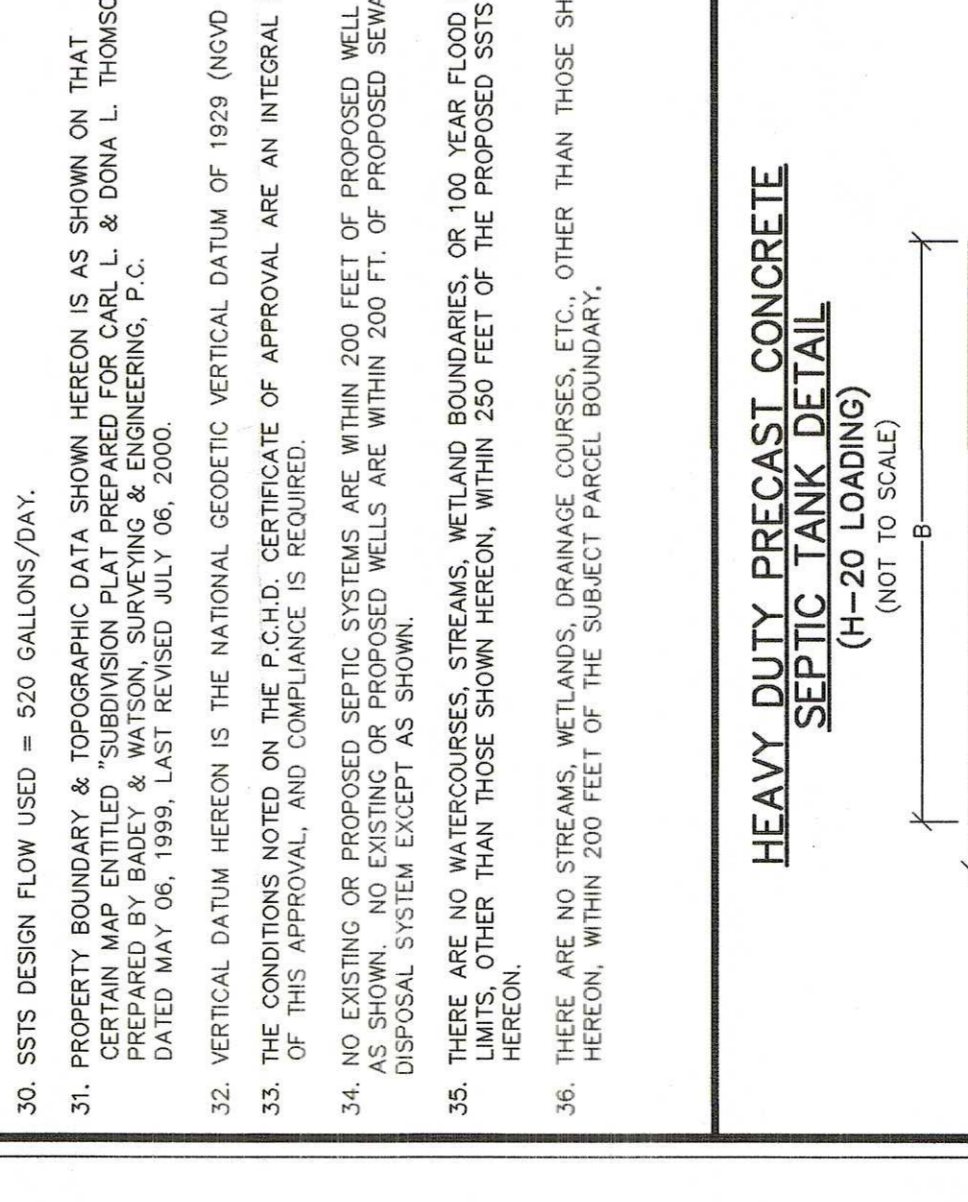 30. SSTS DESIGN FLOW USED = 520 GALLONS/DAY.
31. PROPERTY BOUNDARY & TOPOGRAPHIC DATA SHOWN HEREON IS AS SHOWN ON THAT
CERTAIN MAP ENTITLED "SUBDIVISION PLAT PREPARED FOR CARL L. & DONA L.
PREPARED BY BADEY & WATSON, SURVEYING & ENGINEERING, P.C.
DATED MAY 06, 1999, LAST REVISED JULY 06, 2000.
32. VERTICAL DATUM HEREON IS THE NATIONAL GEODETIC VERTICAL DATUM OF 1929 (NGVD
33. THE CONDITIONS NOTED ON THE P.C.H.D. CERTIFICATE OF APPROVAL ARE AN INTEGRAL
OF THIS APPROVAL, AND COMPLIANCE IS REQUIRED.
34. NO EXISTING OR PROPOSED SEPTIC SYSTEMS ARE WITHIN 200 FEET OF PROPOSED WELL
AS SHOWN. NO EXISTING OR PROPOSED WELLS ARE WITHIN 200 FT. OF PROPOSED
DISPOSAL SYSTEM EXCEPT AS SHOWN.
35. THERE ARE NO WATERCOURSES, STREAMS, WETLAND BOUNDARIES, OR 100 YEAR FLOOD
LIMITS, OTHER THAN THOSE SHOWN HEREON, WITHIN 250 FEET OF THE PROPOSED SSTS
HEREON.
36. THERE ARE NO STREAMS, WETLANDS, DRAINAGE COURSES, ETC., OTHER THAN THOSE
HEREON, WITHIN 200 FEET OF THE SUBJECT PARCEL BOUNDARY.
HEAVY DUTY PRECAST CONCRETE
SEPTIC TANK DETAIL
(H-20 LOADING)
(NOT TO SCALE)
B